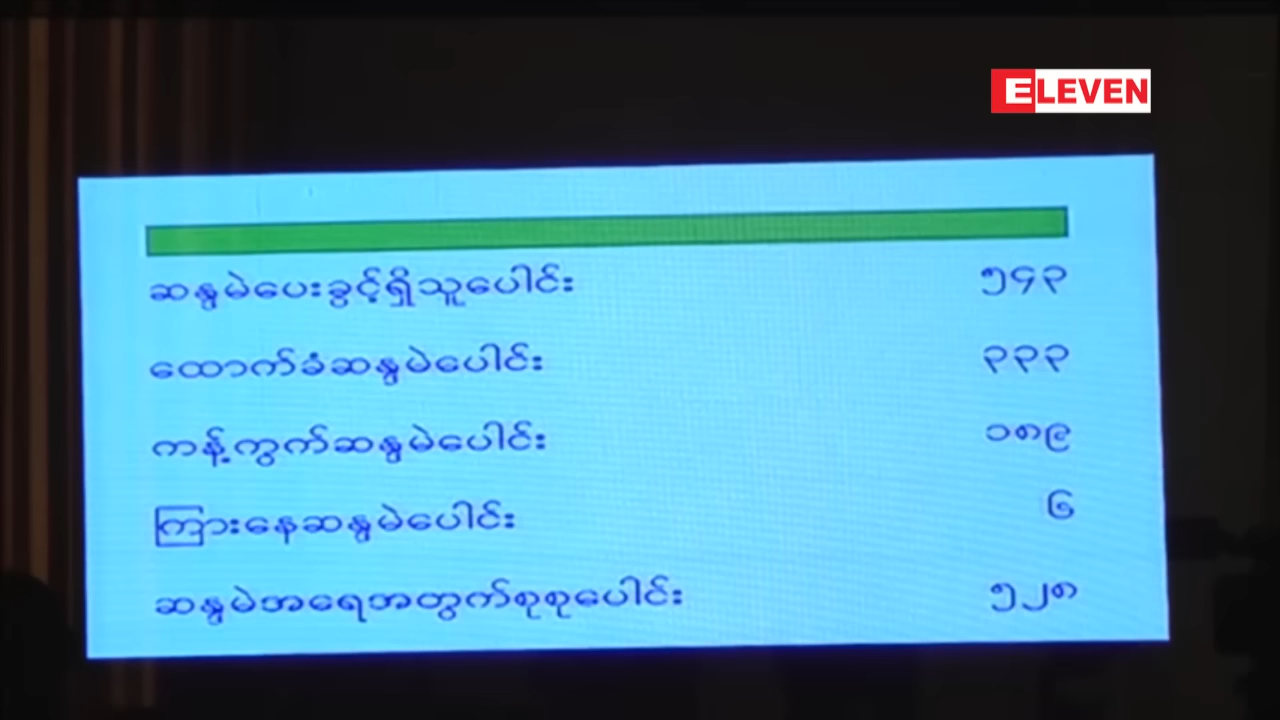 ELEVEN
ဆန္ဒမဲပေးခွင့်ရှိသူပေါင်း ၅၄၃
ထောက်ခံဆန္ဒမဲပေါင်း ၃၃၃
ကန့်ကွက်ဆန္ဒမဲပေါင်း ၁၈၉
ကြားနေဆန္ဒမဲပေါင်း ၆
ဆန္ဒမဲအရေအတွက်စုစုပေါင်း ၅၂၈